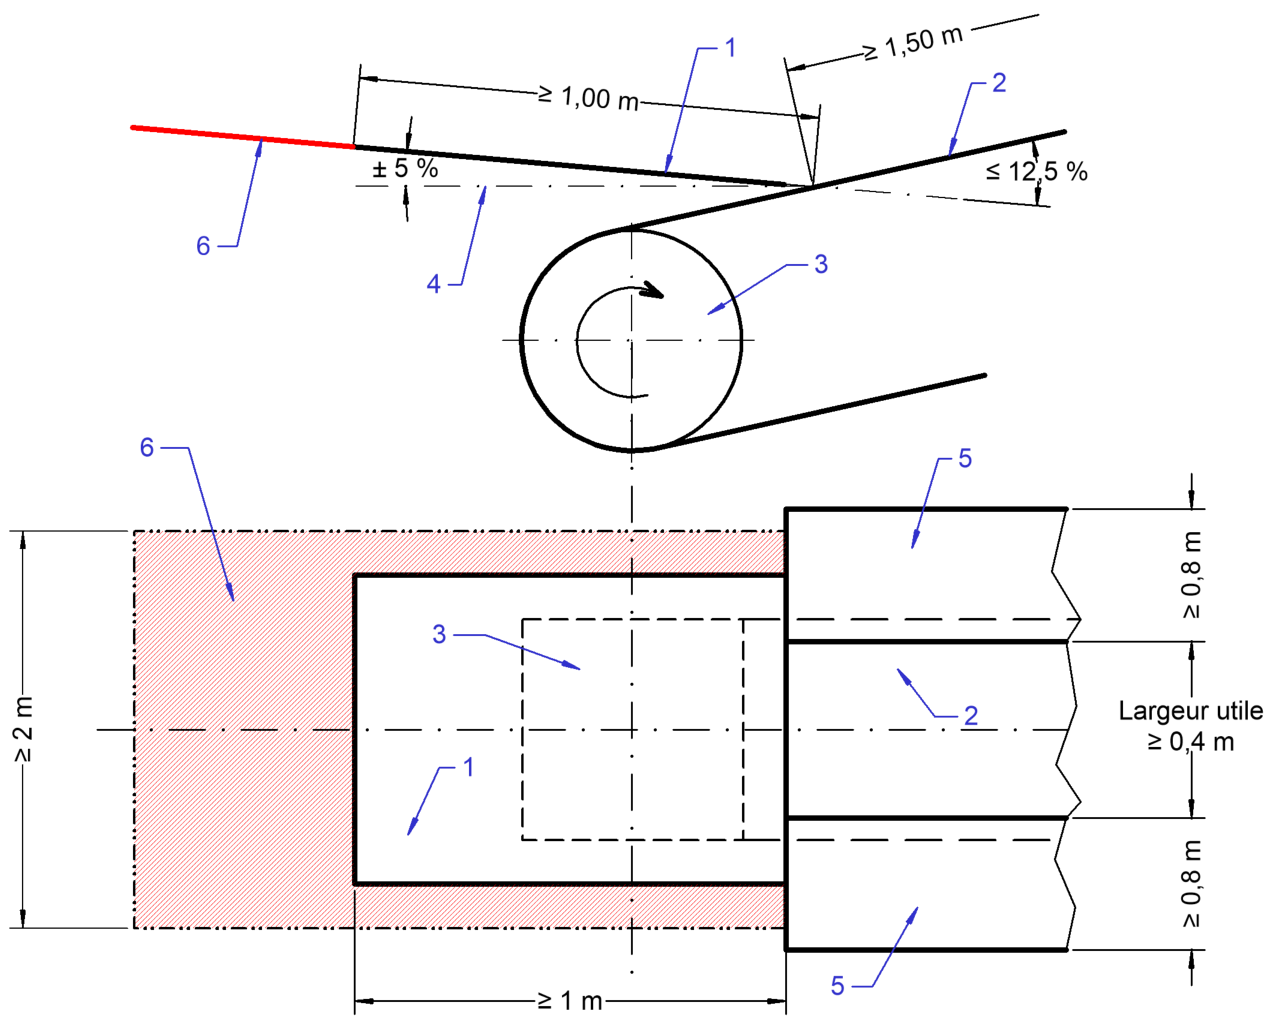 1
≥ 1,50 m
2
≥ 1,00 m
± 5 %
≤ 12,5 %
6
4
3
6
5
≥ 0,8 m
3
2
Largeur utile
≥ 0,4 m
≥ 2 m
1
≥ 0,8 m
5
≥ 1 m